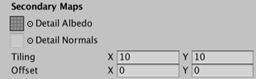 Secondary Maps
Detail Albedo
Detail Normals
Tiling X 10 Y 10
Offset X 0 Y 0